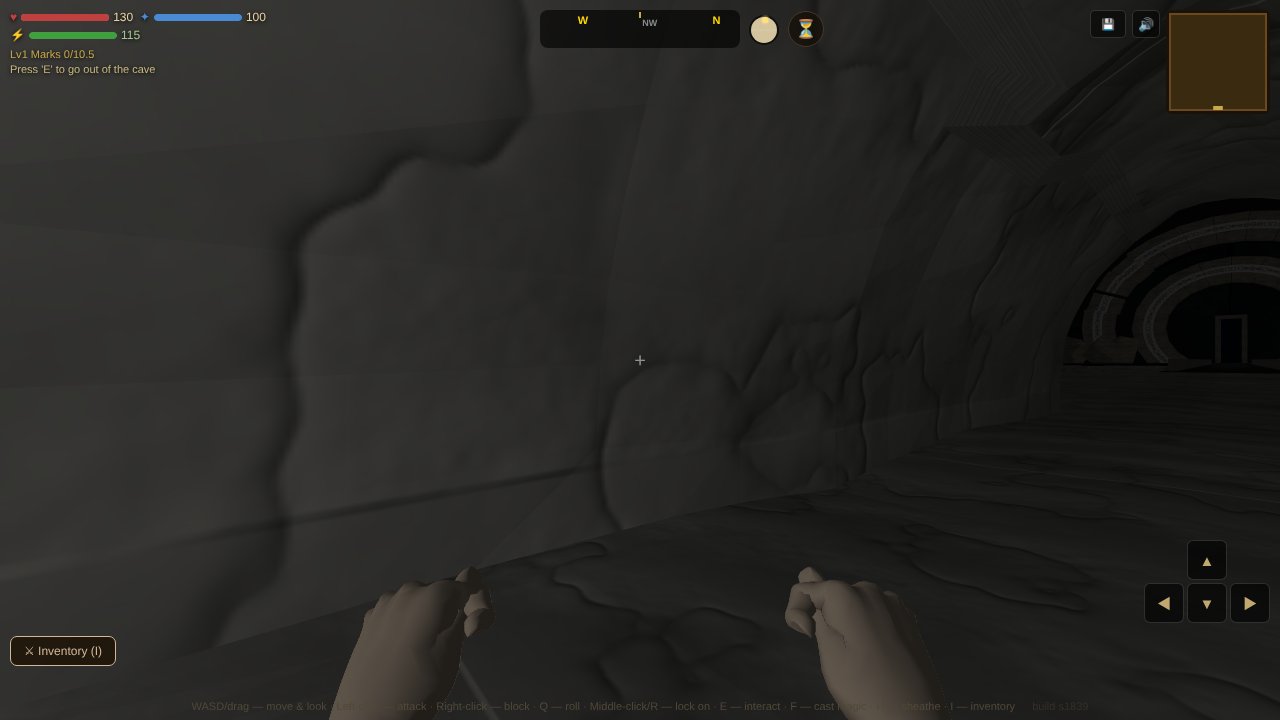 130 100
115
Lv1 Marks 0/10.5
Press 'E' to go out of the cave
W NW N
Inventory (I)
WASD/drag — move & look · Left-click — attack · Right-click — block · Q — roll · Middle-click/R — lock on · E — interact · F — cast magic · sheathe · I — inventory build s1839